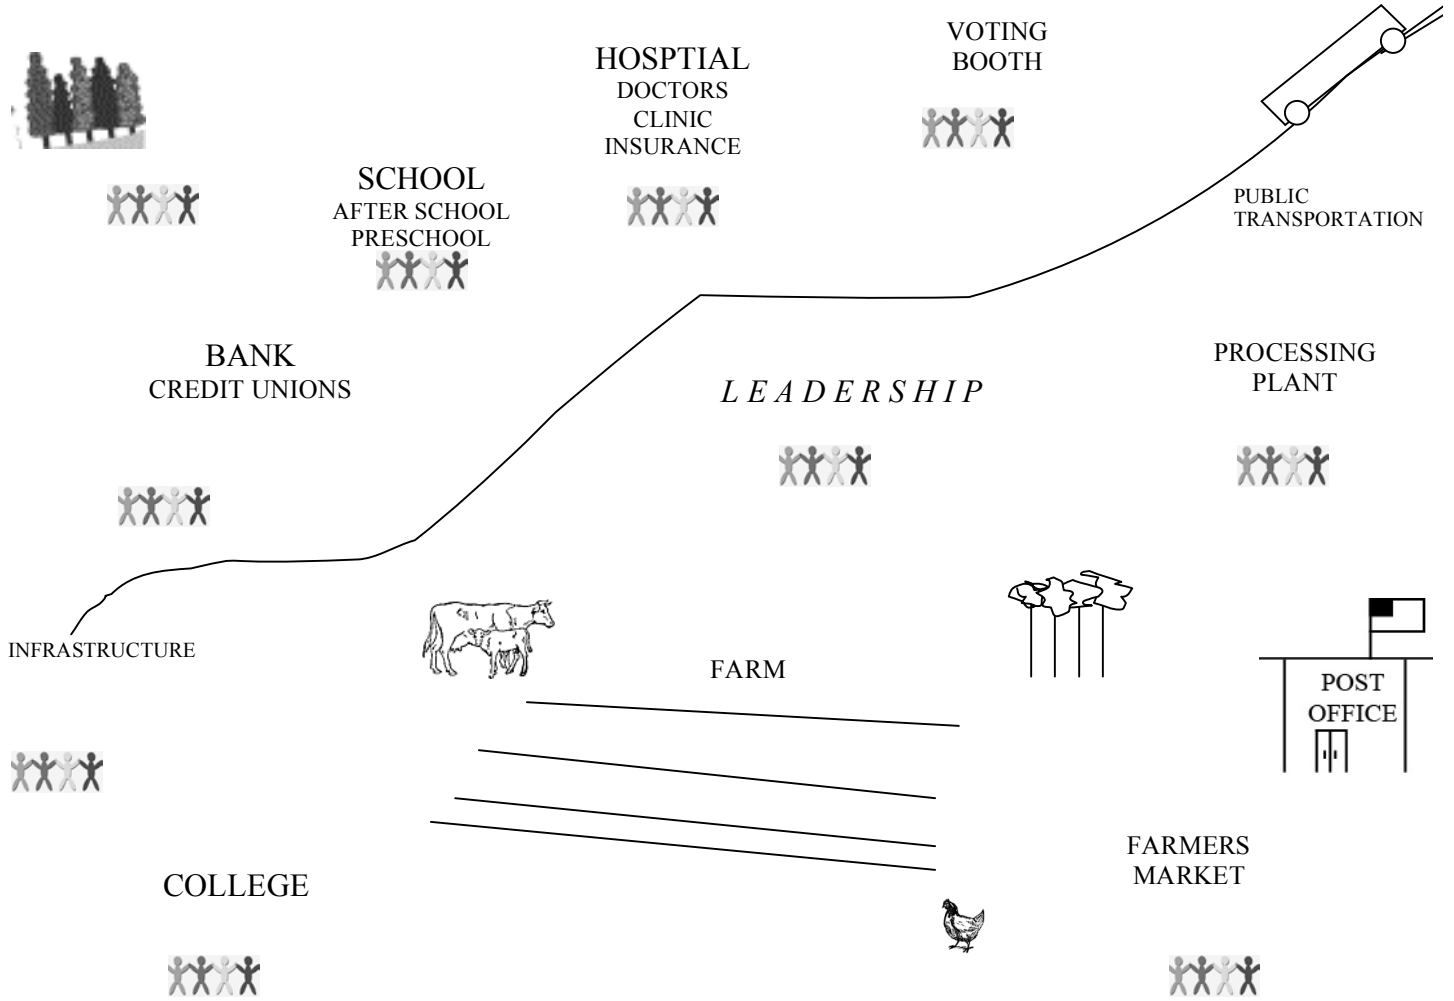 VOTING
BOOTH
HOSPTIAL
DOCTORS
CLINIC
INSURANCE
SCHOOL
AFTER SCHOOL
PRESCHOOL
PUBLIC
TRANSPORTATION
BANK
CREDIT UNIONS
LEADERSHIP
PROCESSING
PLANT
INFRASTRUCTURE
FARM
POST
OFFICE
COLLEGE
FARMERS
MARKET